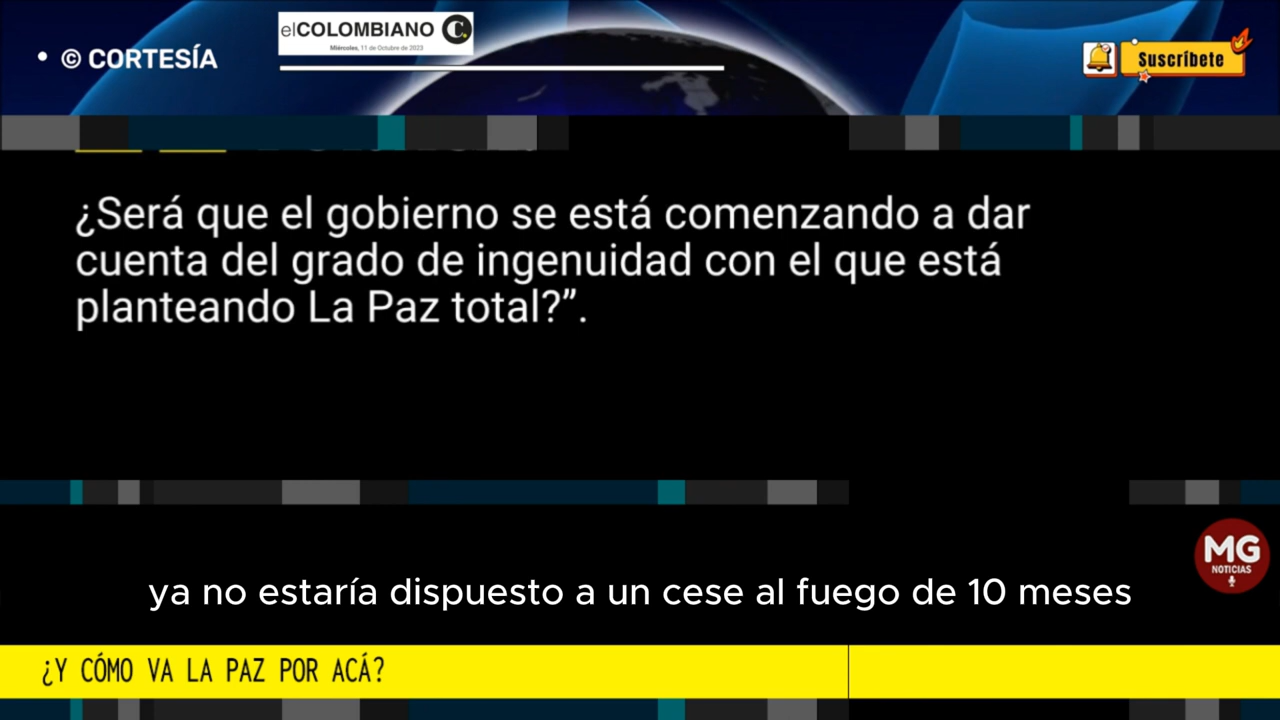 © CORTESÍA
elCOLOMBIANO C.
Miércoles, 11 de Octubre de 2023
Suscríbete
¿Será que el gobierno se está comenzando a dar
cuenta del grado de ingenuidad con el que está
planteando La Paz total?”.
MG
NOTICIAS
ya no estaría dispuesto a un cese al fuego de 10 meses
¿Y CÓMO VA LA PAZ POR ACÁ?